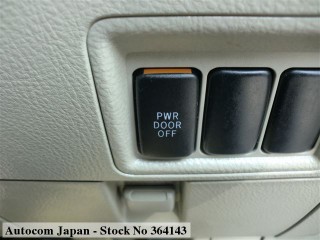 PWR
DOOR
OFF
Autocom Japan - Stock No 364143